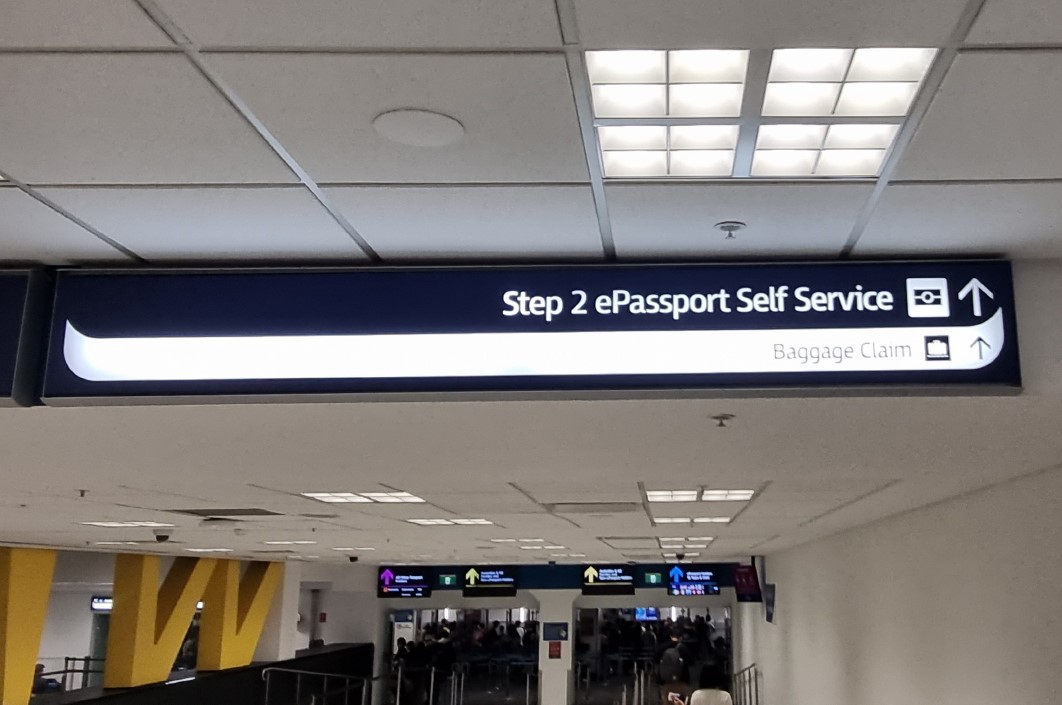 Step 2 ePassport Self Service
Baggage Claim